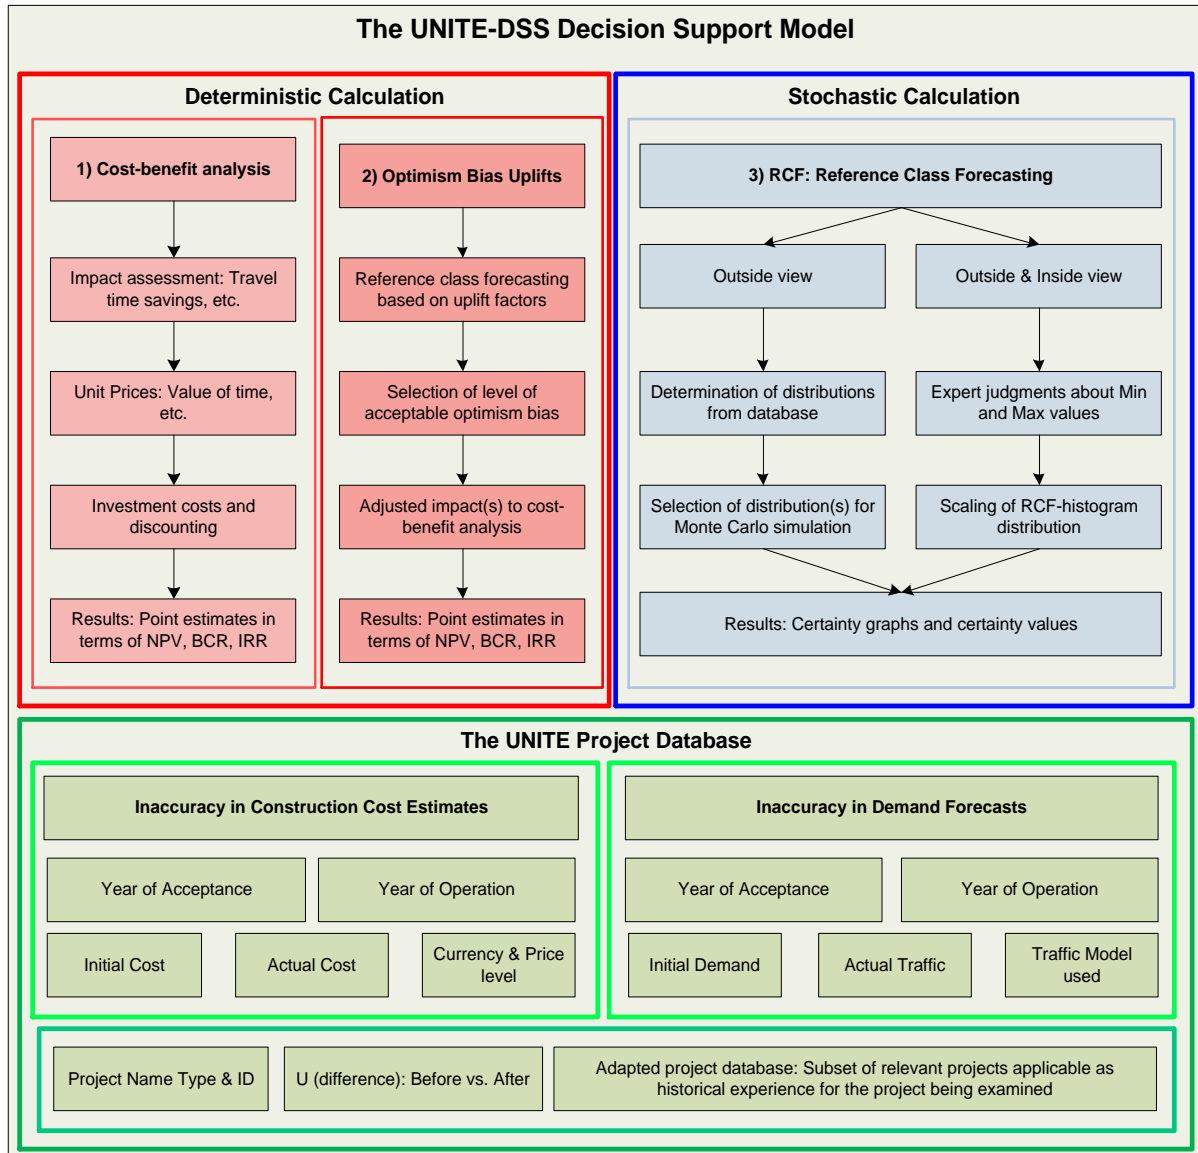 The UNITE-DSS Decision Support Model
Deterministic Calculation
1) Cost-benefit analysis
Impact assessment: Travel
time savings, etc.
Unit Prices: Value of time,
etc.
Investment costs and
discounting
Results: Point estimates in
terms of NPV, BCR, IRR
2) Optimism Bias Uplifts
Reference class forecasting
based on uplift factors
Selection of level of
acceptable optimism bias
Adjusted impact(s) to cost-
benefit analysis
Results: Point estimates in
terms of NPV, BCR, IRR
Stochastic Calculation
3) RCF: Reference Class Forecasting
Outside view
Determination of distributions
from database
Selection of distribution(s) for
Monte Carlo simulation
Outside & Inside view
Expert judgments about Min
and Max values
Scaling of RCF-histogram
distribution
Results: Certainty graphs and certainty values
The UNITE Project Database
Inaccuracy in Construction Cost Estimates
Year of Acceptance
Year of Operation
Initial Cost
Actual Cost
Currency & Price
level
Inaccuracy in Demand Forecasts
Year of Acceptance
Year of Operation
Initial Demand
Actual Traffic
Traffic Model
used
Project Name Type & ID
U (difference): Before vs. After
Adapted project database: Subset of relevant projects applicable as
historical experience for the project being examined